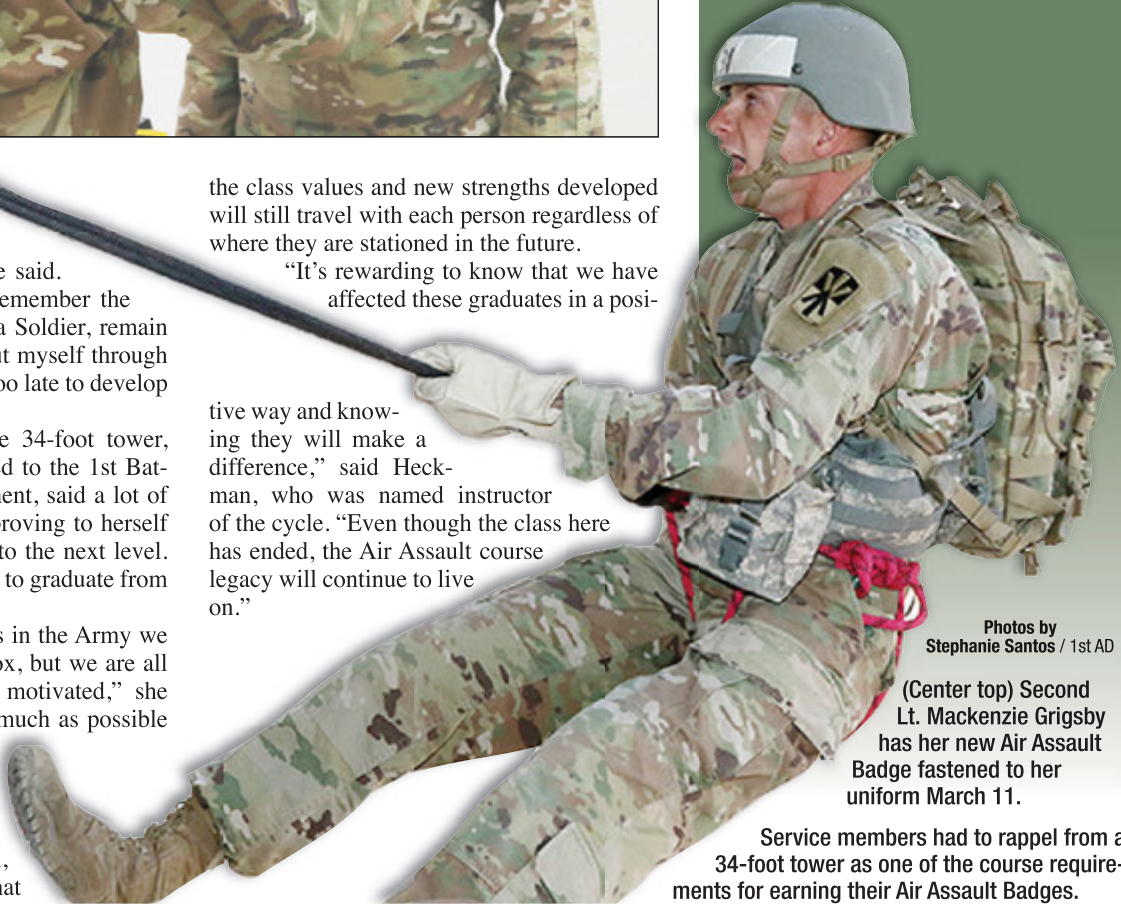 e said.
emember the
a Soldier, remain
ut myself through
oo late to develop
e 34-foot tower,
ed to the 1st Bat-
ment, said a lot of
proving to herself
to the next level.
to graduate from
s in the Army we
ox, but we are all
motivated,” she
much as possible
,
hat
the class values and new strengths developed
will still travel with each person regardless of
where they are stationed in the future.
“It’s rewarding to know that we have
affected these graduates in a posi-
tive way and know-
ing they will make a
difference,” said Heck-
man, who was named instructor
of the cycle. “Even though the class here
has ended, the Air Assault course
legacy will continue to live
on.”
Photos by
Stephanie Santos / 1st AD
(Center top) Second
Lt. Mackenzie Grigsby
has her new Air Assault
Badge fastened to her
uniform March 11.
Service members had to rappel from a
34-foot tower as one of the course require-
ments for earning their Air Assault Badges.